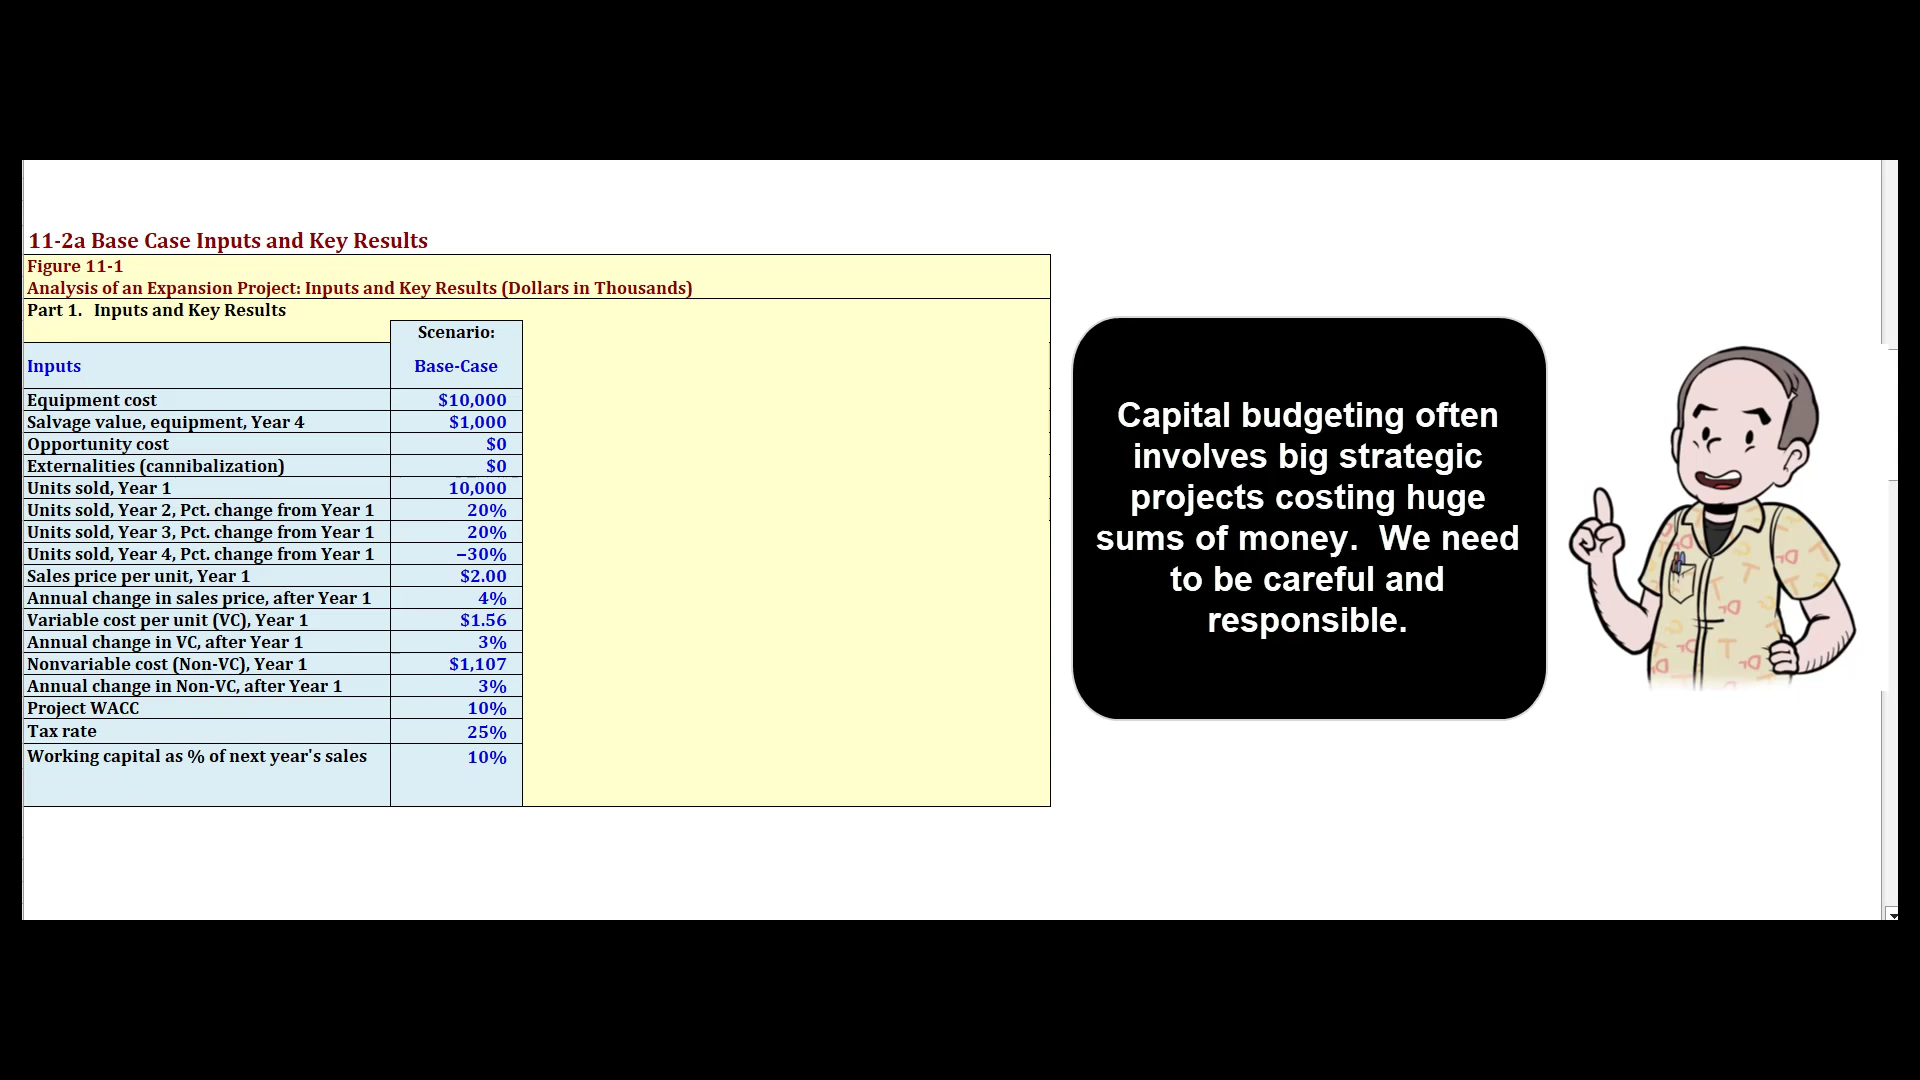 11-2a Base Case Inputs and Key Results
Figure 11-1
Analysis of an Expansion Project: Inputs and Key Results (Dollars in Thousands)
Part 1. Inputs and Key Results
Scenario:
Inputs Base-Case
Equipment cost $10,000
Salvage value, equipment, Year 4 $1,000
Opportunity cost $0
Externalities (cannibalization) $0
Units sold, Year 1 10,000
Units sold, Year 2, Pct. change from Year 1 20%
Units sold, Year 3, Pct. change from Year 1 20%
Units sold, Year 4, Pct. change from Year 1 −30%
Sales price per unit, Year 1 $2.00
Annual change in sales price, after Year 1 4%
Variable cost per unit (VC), Year 1 $1.56
Annual change in VC, after Year 1 3%
Nonvariable cost (Non-VC), Year 1 $1,107
Annual change in Non-VC, after Year 1 3%
Project WACC 10%
Tax rate 25%
Working capital as % of next year's sales 10%
Capital budgeting often
involves big strategic
projects costing huge
sums of money. We need
to be careful and
responsible.